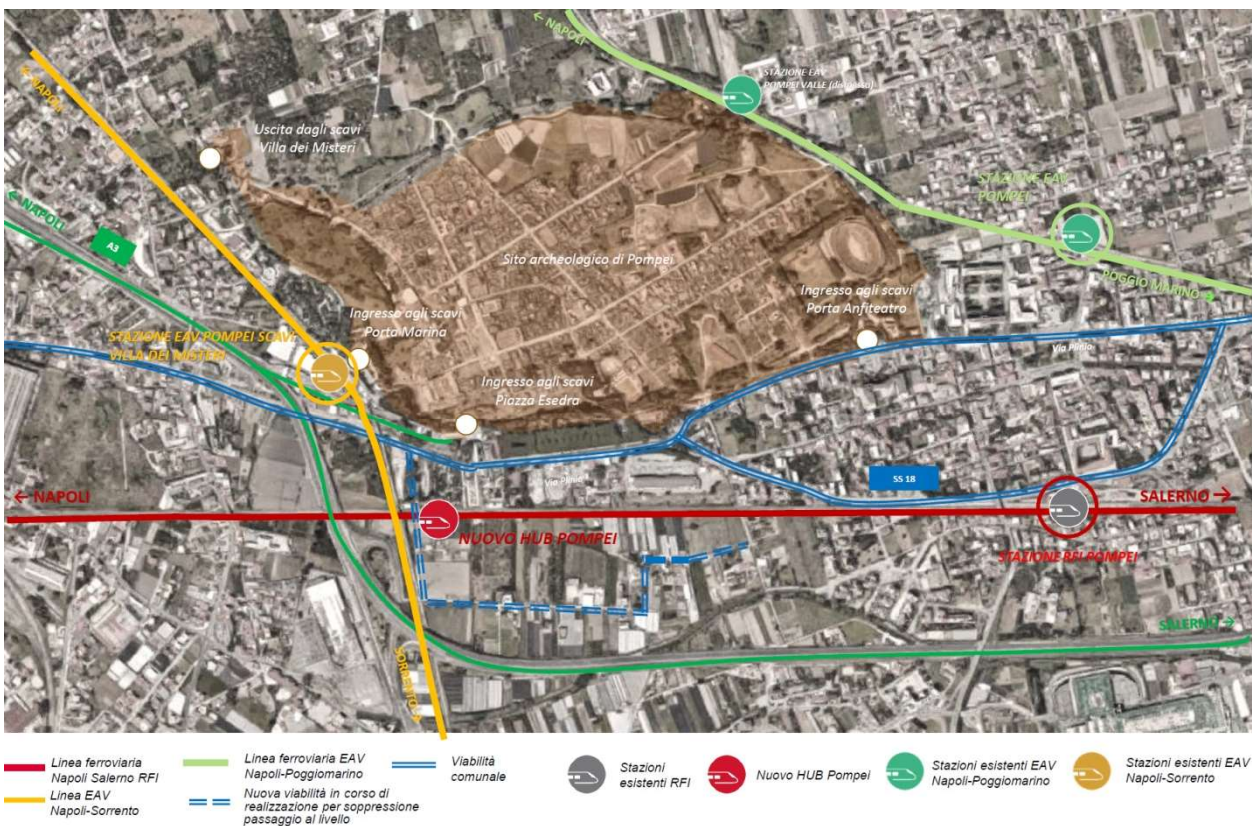 ← NAPOLI
← NAPOLI
STAZIONE EAV
POMPEI VALLE (dismessa)
Uscita dagli scavi
Villa dei Misteri
← NAPOLI
A3
STAZIONE EAV
POMPEI
Sito archeologico di Pompei
POGGIO MARINO →
Ingresso agli scavi
Porta Anfiteatro
Ingresso agli scavi
Porta Marina
STAZIONE EAV POMPEI SCAVI
VILLA DEI MISTERI
Via Plinio
Ingresso agli scavi
Piazza Esedra
Via Plinio
SS 18
← NAPOLI
SALERNO →
NUOVO HUB POMPEI
STAZIONE RFI POMPEI
SALERNO →
SORRENTO →
Linea ferroviaria
Napoli Salerno RFI
Linea ferroviaria EAV
Napoli-Poggiomarino
Viabilità
comunale
Stazioni
esistenti RFI
Nuovo HUB Pompei
Stazioni esistenti EAV
Napoli-Poggiomarino
Stazioni esistenti EAV
Napoli-Sorrento
Linea EAV
Napoli-Sorrento
Nuova viabilità in corso di
realizzazione per soppressione
passaggio al livello